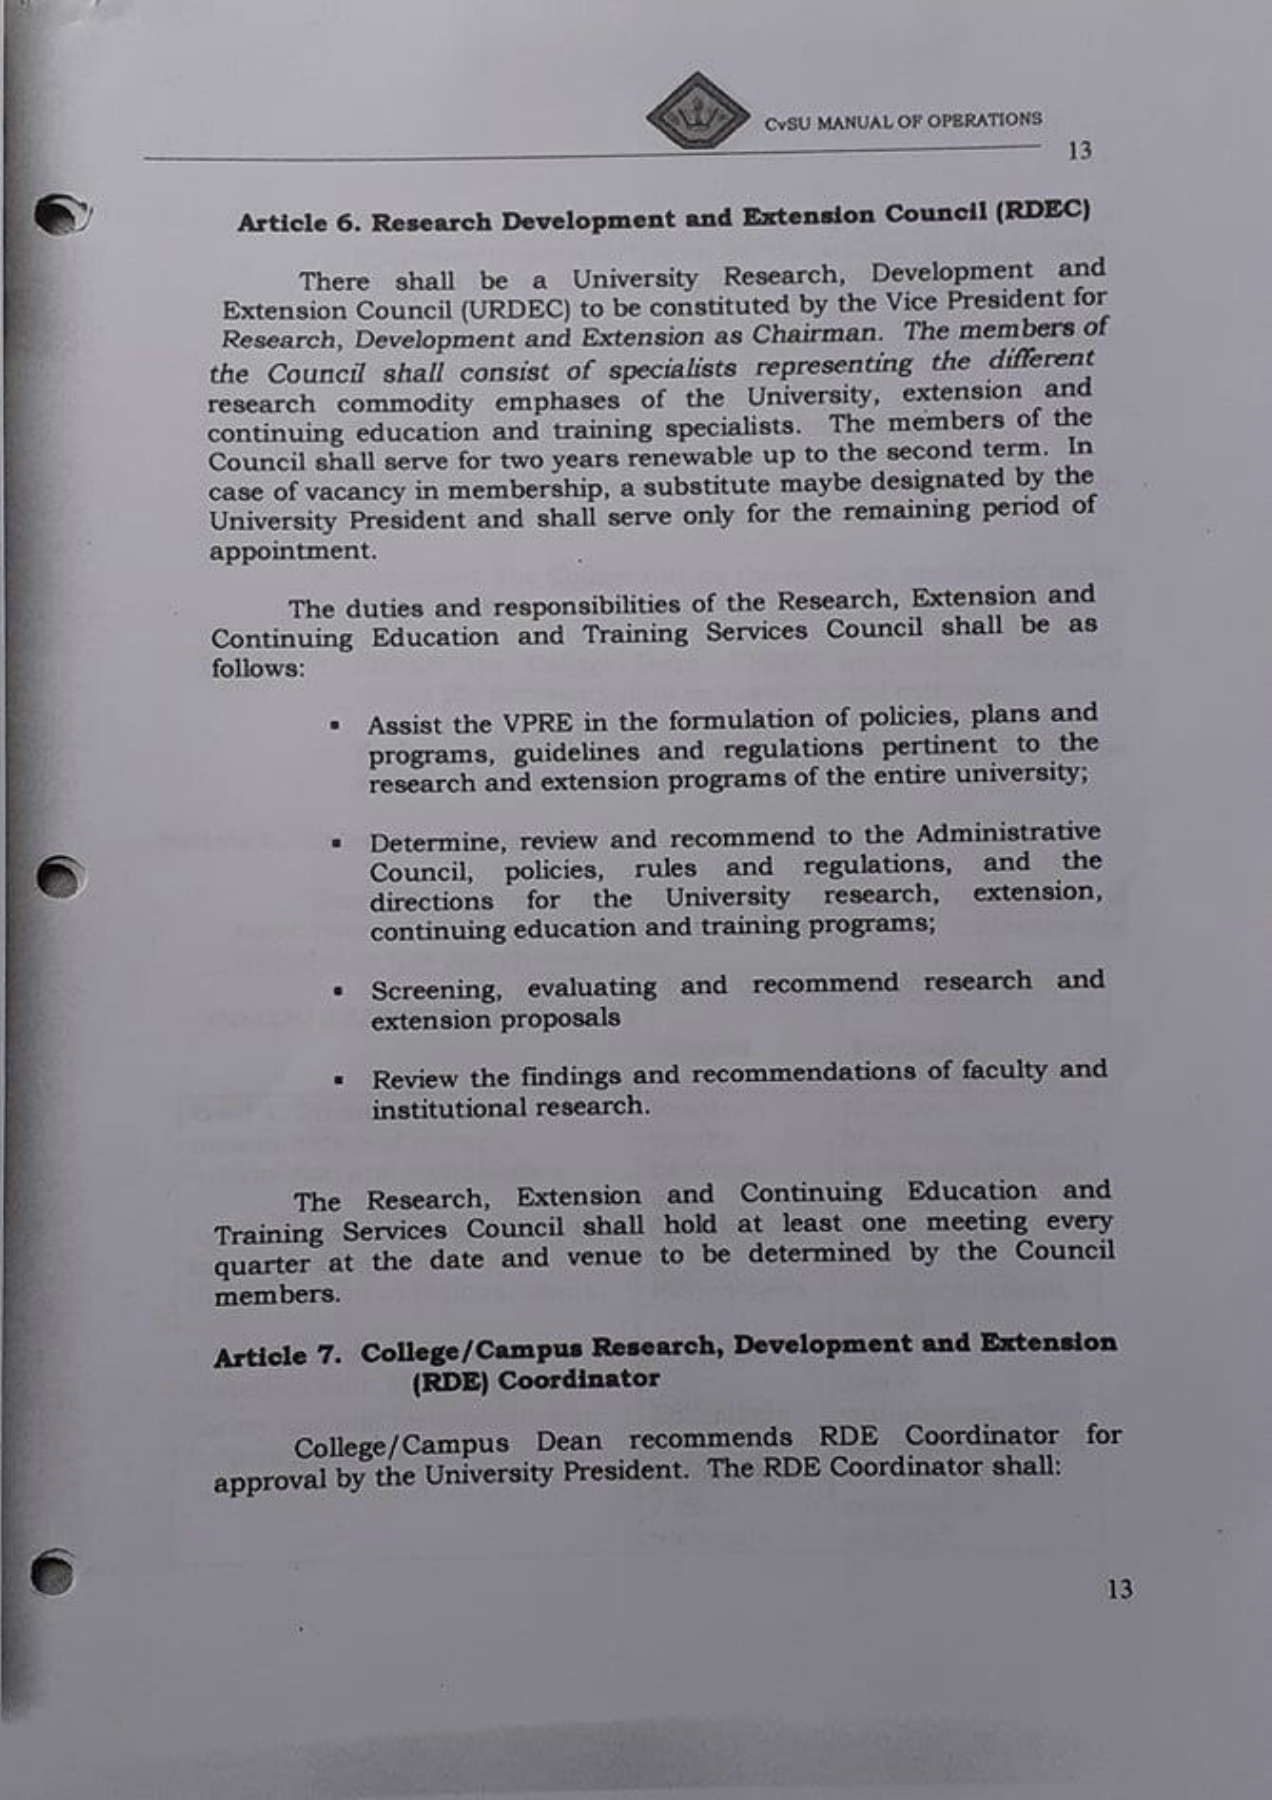 CvSU MANUAL OF OPERATIONS
13
Article 6. Research Development and Extension Council (RDEC)
There shall be a University Research, Development and
Extension Council (URDEC) to be constituted by the Vice President for
Research, Development and Extension as Chairman. The members of
the Council shall consist of specialists representing the different
research commodity emphases of the University, extension and
continuing education and training specialists. The members of the
Council shall serve for two years renewable up to the second term. In
case of vacancy in membership, a substitute maybe designated by the
University President and shall serve only for the remaining period of
appointment.
The duties and responsibilities of the Research, Extension and
Continuing Education and Training Services Council shall be as
follows:
▪ Assist the VPRE in the formulation of policies, plans and
programs, guidelines and regulations pertinent to the
research and extension programs of the entire university;
▪ Determine, review and recommend to the Administrative
Council, policies, rules and regulations, and the
directions for the University research, extension,
continuing education and training programs;
▪ Screening, evaluating and recommend research and
extension proposals
▪ Review the findings and recommendations of faculty and
institutional research.
The Research, Extension and Continuing Education and
Training Services Council shall hold at least one meeting every
quarter at the date and venue to be determined by the Council
members.
Article 7. College/Campus Research, Development and Extension
(RDE) Coordinator
College/Campus Dean recommends RDE Coordinator for
approval by the University President. The RDE Coordinator shall:
13